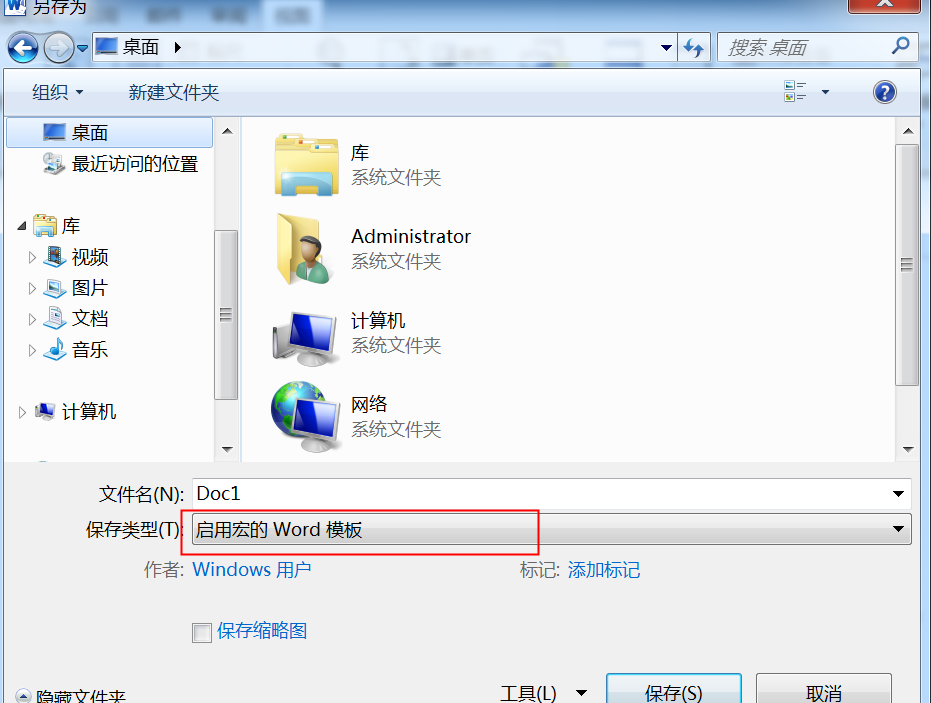 另存为
桌面
搜索 桌面
组织
新建文件夹
桌面
最近访问的位置
库
视频
图片
文档
音乐
计算机
库
系统文件夹
Administrator
系统文件夹
计算机
系统文件夹
网络
系统文件夹
文件名(N): Doc1
保存类型(T): 启用宏的 Word 模板
作者: Windows 用户 标记: 添加标记
保存缩略图
隐藏文件夹 工具(L) 保存(S) 取消